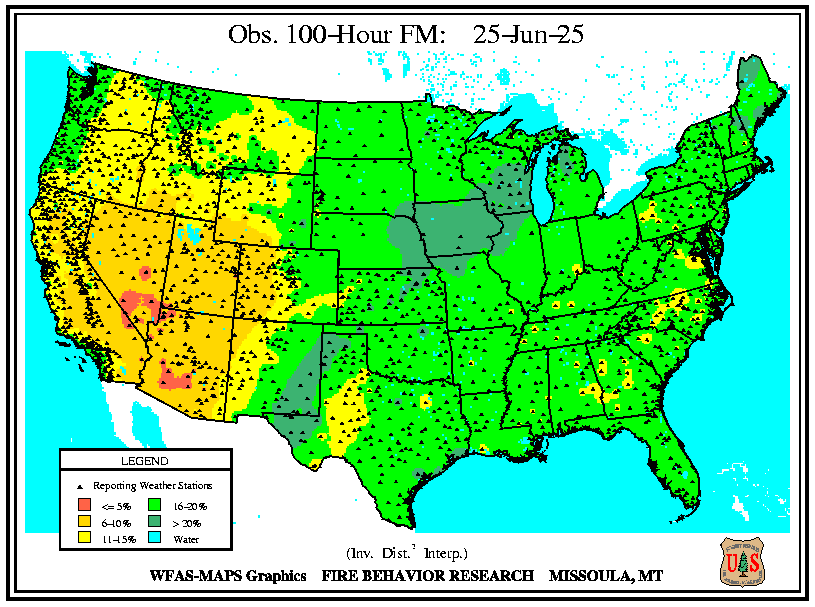 Obs. 100-Hour FM: 25-Jun-25
LEGEND
Reporting Weather Stations
<= 5%
16-20%
6-10%
> 20%
11-15%
Water
(Inv. Dist.² Interp.)
WFAS-MAPS Graphics FIRE BEHAVIOR RESEARCH MISSOULA, MT
U S